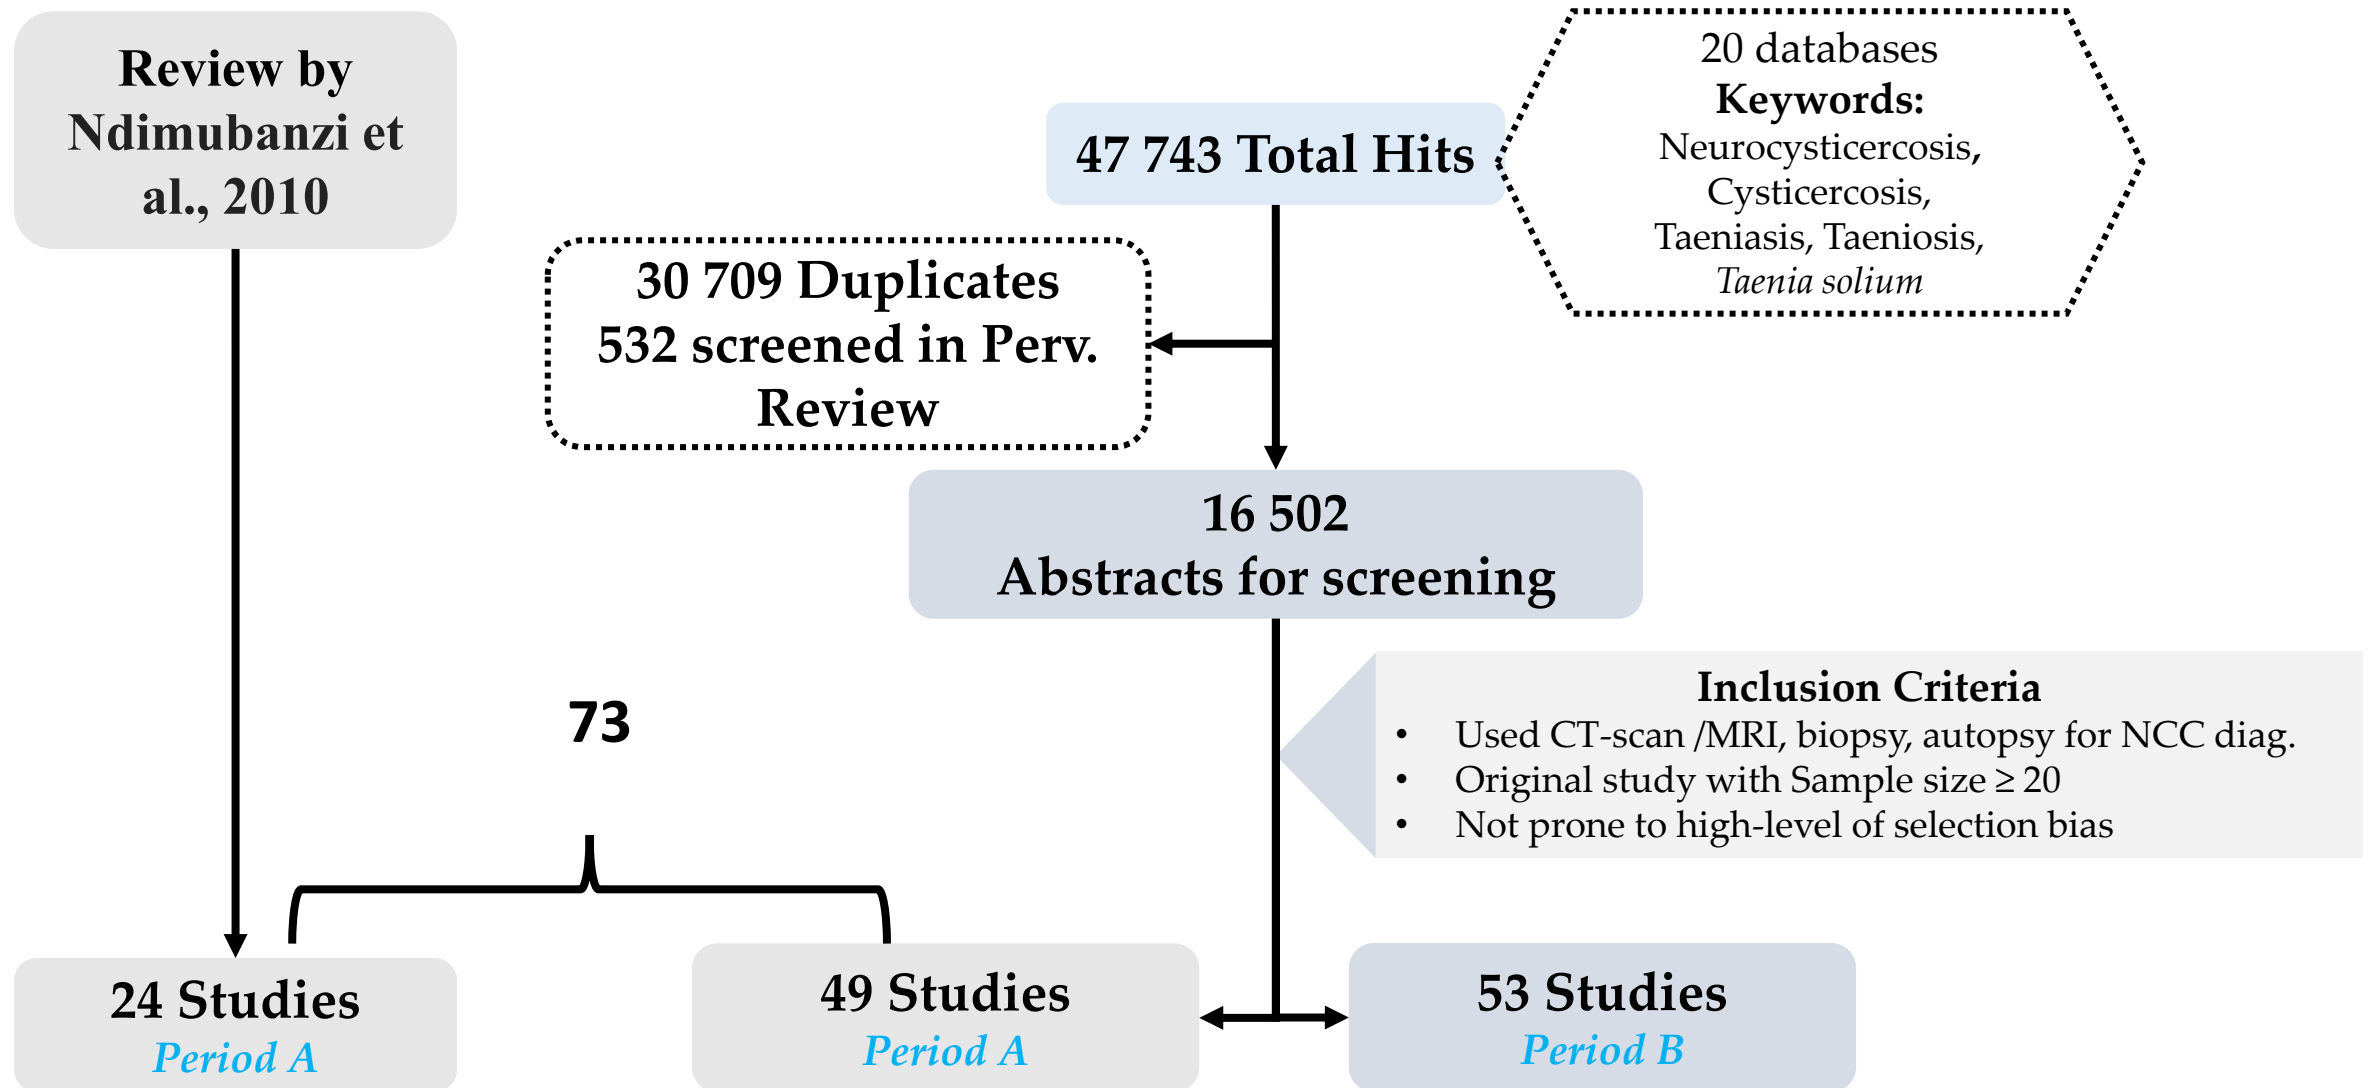 Review by
Ndimubanzi et
al., 2010
47 743 Total Hits
20 databases
Keywords:
Neurocysticercosis,
Cysticercosis,
Taeniasis, Taeniosis,
Taenia solium
30 709 Duplicates
532 screened in Perv.
Review
16 502
Abstracts for screening
Inclusion Criteria
• Used CT-scan /MRI, biopsy, autopsy for NCC diag.
• Original study with Sample size ≥ 20
• Not prone to high-level of selection bias
73
24 Studies
Period A
49 Studies
Period A
53 Studies
Period B